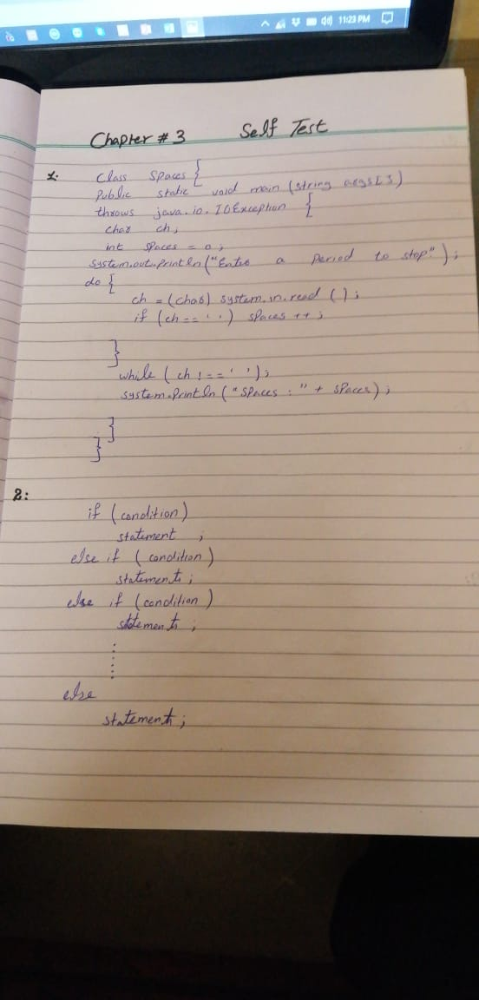 11:23 PM
Chapter # 3 Self Test
1. Class Spaces {
Public static void main (string args[])
throws java.io.IOException {
char ch;
int spaces = 0;
System.out.println("Enter a Period to stop");
do {
ch = (char) system.in.read ();
if (ch == ' ') spaces ++;
}
while (ch !== ' ');
system.println ("Spaces : " + spaces);
}
}
2:
if (condition)
statement ;
else if (condition)
statement;
else if (condition)
statement;
else
statement;